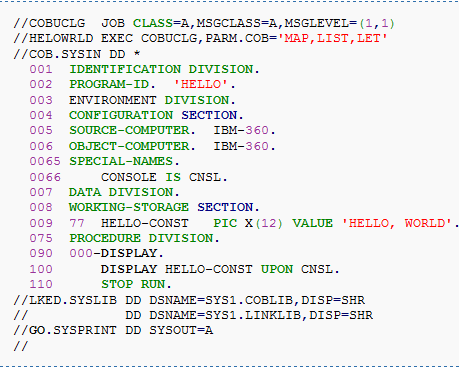 //COBUCLG  JOB CLASS=A,MSGCLASS=A,MSGLEVEL=(1,1)
//HELOWRLD EXEC COBUCLG,PARM.COB='MAP,LIST,LET'
//COB.SYSIN DD *
  001  IDENTIFICATION DIVISION.
  002  PROGRAM-ID.  'HELLO'.
  003  ENVIRONMENT DIVISION.
  004  CONFIGURATION SECTION.
  005  SOURCE-COMPUTER.  IBM-360.
  006  OBJECT-COMPUTER.  IBM-360.
  0065 SPECIAL-NAMES.
  0066     CONSOLE IS CNSL.
  007  DATA DIVISION.
  008  WORKING-STORAGE SECTION.
  009  77  HELLO-CONST   PIC X(12) VALUE 'HELLO, WORLD'.
  075  PROCEDURE DIVISION.
  090  000-DISPLAY.
  100      DISPLAY HELLO-CONST UPON CNSL.
  110      STOP RUN.
//LKED.SYSLIB DD DSNAME=SYS1.COBLIB,DISP=SHR
//            DD DSNAME=SYS1.LINKLIB,DISP=SHR
//GO.SYSPRINT DD SYSOUT=A
//